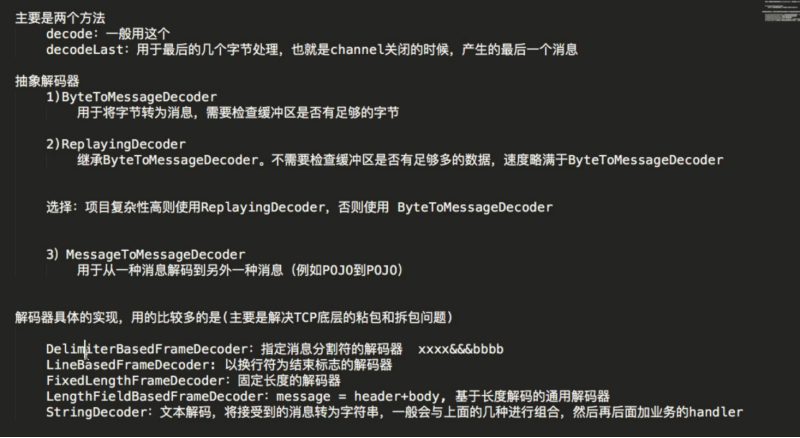 主要是两个方法
decode：一般用这个
decodeLast：用于最后的几个字节处理，也就是channel关闭的时候，产生的最后一个消息
抽象解码器
1)ByteToMessageDecoder
用于将字节转为消息，需要检查缓冲区是否有足够的字节
2)ReplayingDecoder
继承ByteToMessageDecoder。不需要检查缓冲区是否有足够多的数据，速度略满于ByteToMessageDecoder
选择：项目复杂性高则使用ReplayingDecoder，否则使用 ByteToMessageDecoder
3）MessageToMessageDecoder
用于从一种消息解码到另外一种消息（例如POJO到POJO）
解码器具体的实现，用的比较多的是(主要是解决TCP底层的粘包和拆包问题)
DelimiterBasedFrameDecoder：指定消息分割符的解码器 xxxx&&&bbbb
LineBasedFrameDecoder: 以换行符为结束标志的解码器
FixedLengthFrameDecoder：固定长度的解码器
LengthFieldBasedFrameDecoder：message = header+body, 基于长度解码的通用解码器
StringDecoder：文本解码，将接受到的消息转为字符串，一般会与上面的几种进行组合，然后再后面加业务的handler